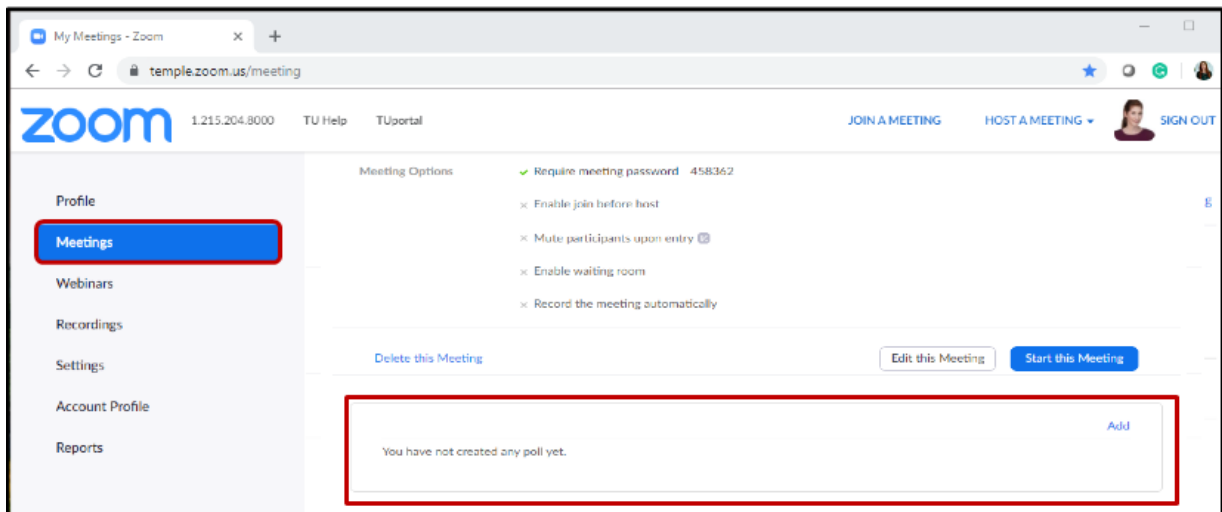 My Meetings - Zoom
temple.zoom.us/meeting
zoom 1.215.204.8000 TU Help TUportal JOIN A MEETING HOST A MEETING SIGN OUT
Profile
Meetings
Webinars
Recordings
Settings
Account Profile
Reports
Meeting Options Require meeting password 458362
Enable join before host
g
Mute participants upon entry
Enable waiting room
Record the meeting automatically
Delete this Meeting Edit this Meeting Start this Meeting
Add
You have not created any poll yet.